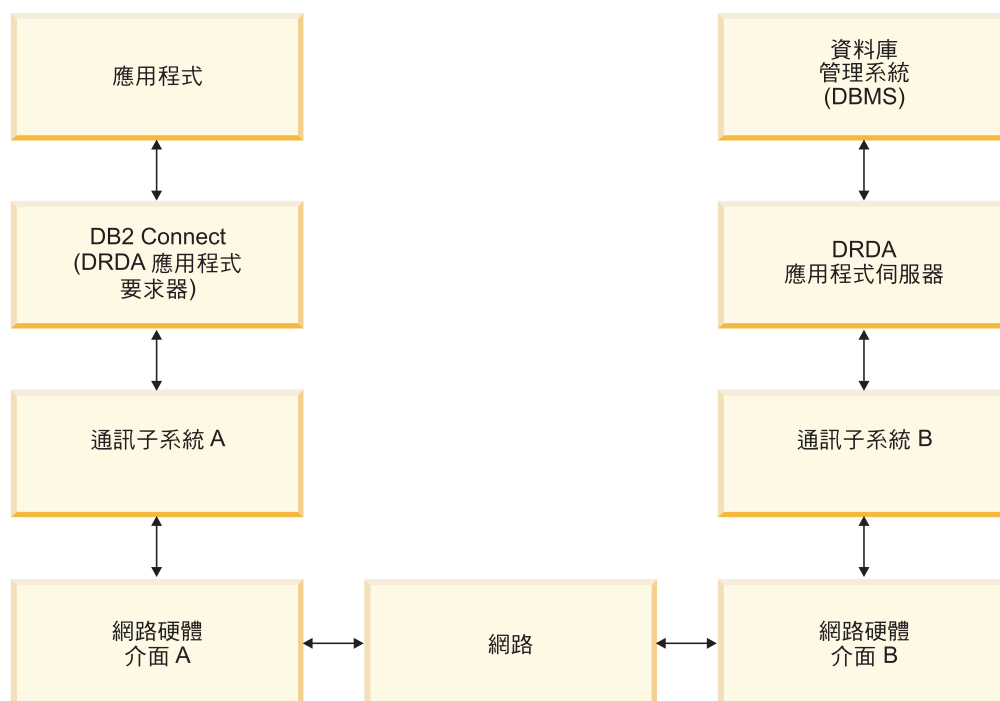 應用程式
資料庫
管理系統
(DBMS)
DB2 Connect
(DRDA 應用程式
要求器)
DRDA
應用程式伺服器
通訊子系統 A
通訊子系統 B
網路硬體
介面 A
網路
網路硬體
介面 B